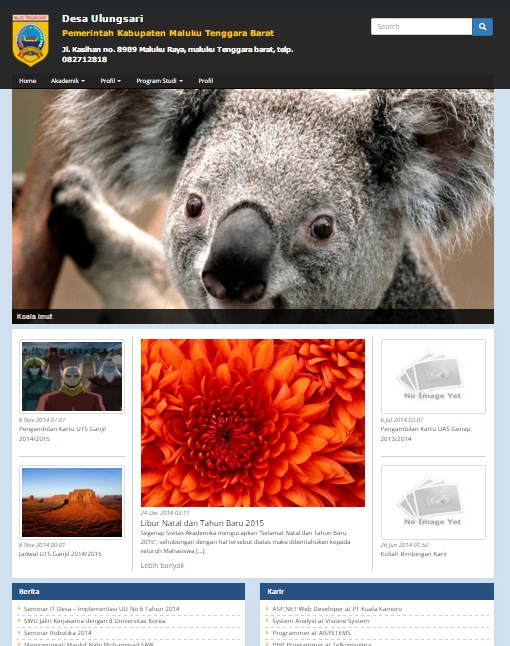 Desa Ulungsari
Pemerintah Kabupaten Maluku Tenggara Barat
Jl. Kasihan no. 8989 Maluku Raya, maluku Tenggara barat, telp.
082712818
Search
Home Akademik Profil Program Studi Profil
Koala Imut
6 Nov 2014 07:07
Pengambilan Kartu UTS Ganjil
2014/2015
6 Nov 2014 00:01
Jadwal UTS Ganjil 2014/2015
24 Des 2014 03:11
Libur Natal dan Tahun Baru 2015
Segenap Sivitas Akademika mengucapkan "Selamat Natal dan Tahun Baru
2015", sehubungan dengan hal tersebut diatas maka diberitahukan kepada
seluruh Mahasiswa [...]
Lebih banyak
No Image Yet
6 Jul 2014 03:07
Pengambilan Kartu UAS Genap
2013/2014
No Image Yet
26 Jun 2014 01:52
Kuliah Bimbingan Karir
Berita
Seminar IT Desa – Implementasi UU No 6 Tahun 2014
SWU Jalin Kerjasama dengan 8 Universitas Korea
Seminar Robotika 2014
Karir
ASP.NET Web Developer at PT Kuala Kamoro
System Analyst at Visione System
Programmer at AISYSTEMS
PHP Programmer at Telkomsigma